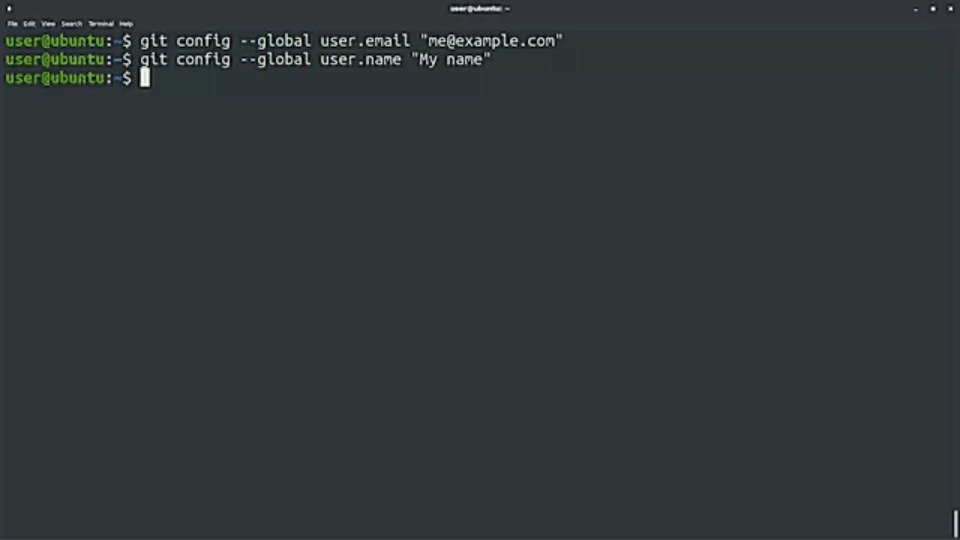 user@ubuntu: ~
File Edit View Search Terminal Help
user@ubuntu:~$ git config --global user.email "me@example.com"
user@ubuntu:~$ git config --global user.name "My name"
user@ubuntu:~$